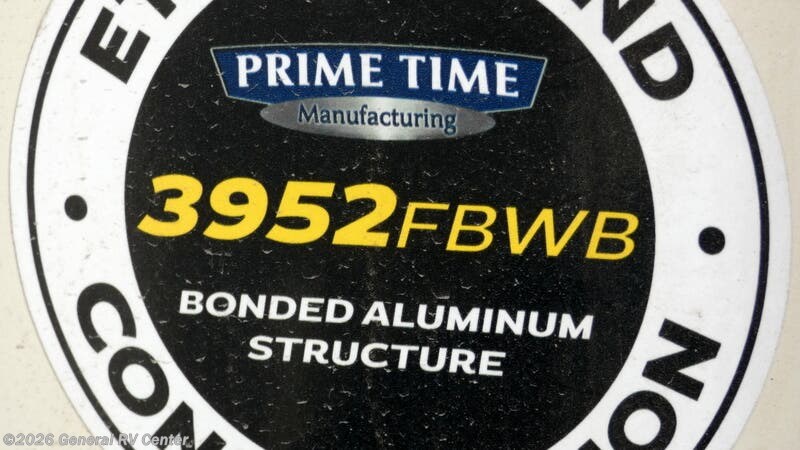 PRIME TIME
Manufacturing
3952FBWB
BONDED ALUMINUM
STRUCTURE
©2026 General RV Center